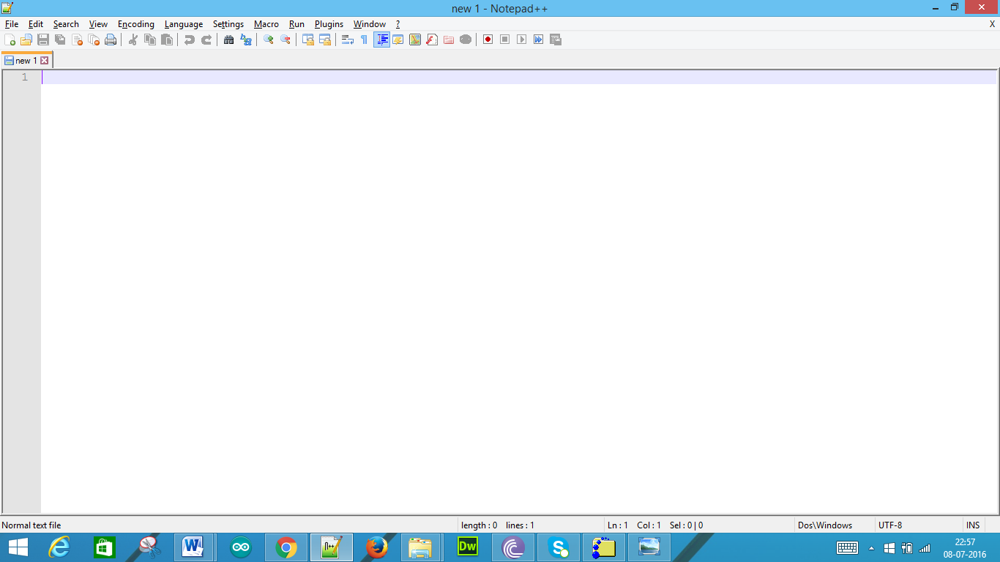 new 1 - Notepad++
File Edit Search View Encoding Language Settings Macro Run Plugins Window ? X
new 1
1
Normal text file length : 0 lines : 1 Ln : 1 Col : 1 Sel : 0 | 0 Dos\Windows UTF-8 INS
W n++ Dw S 22:57
08-07-2016